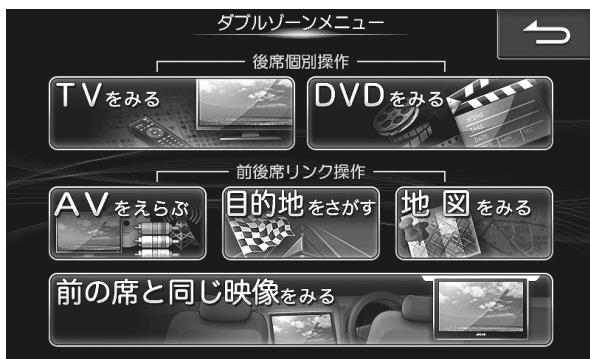 ダブルゾーンメニュー
後席個別操作
TVをみる
DVDをみる
SCENE
TAKE
DATE
前後席リンク操作
AVをえらぶ
目的地をさがす
地図をみる
前の席と同じ映像をみる